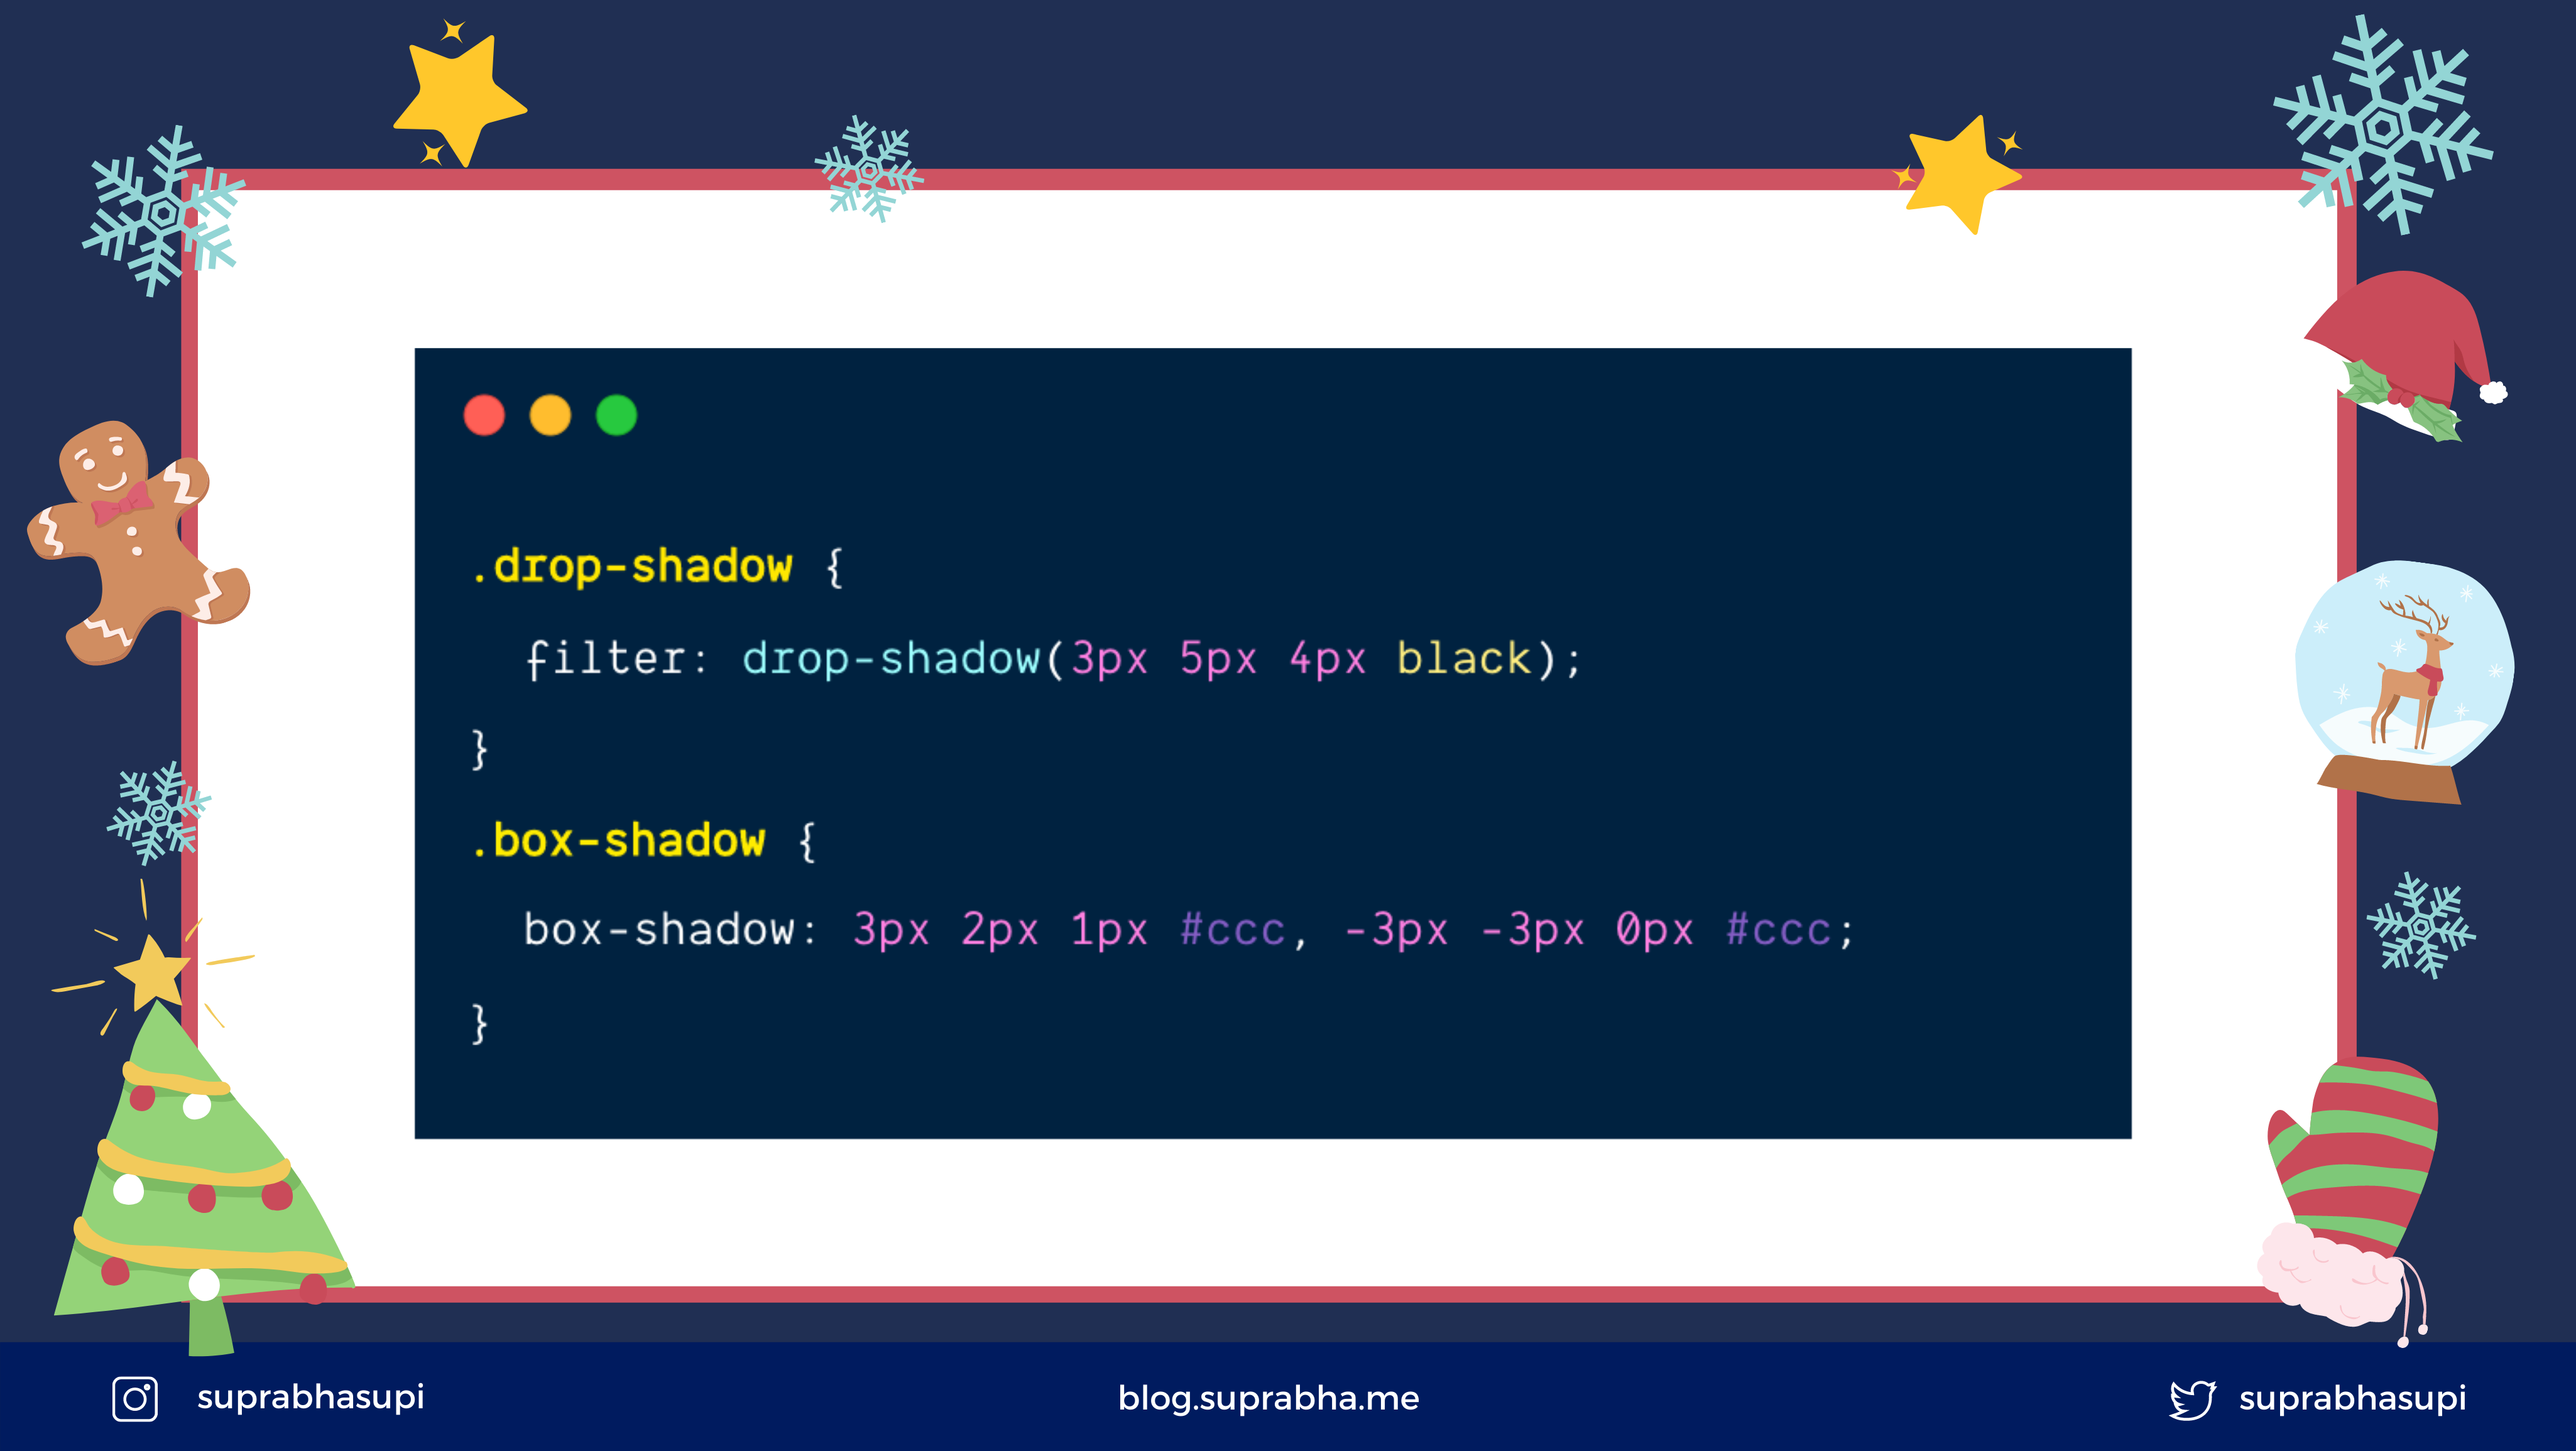 .drop-shadow {
filter: drop-shadow(3px 5px 4px black);
}
.box-shadow {
box-shadow: 3px 2px 1px #ccc, -3px -3px 0px #ccc;
}
suprabhasupi
blog.suprabha.me
suprabhasupi